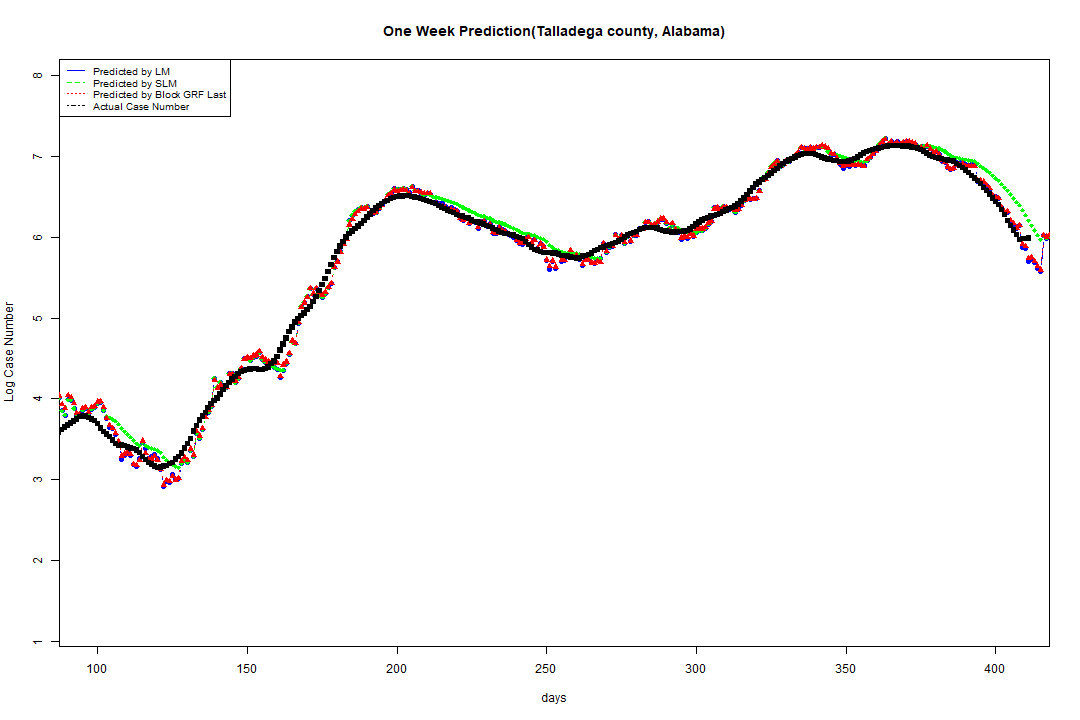 One Week Prediction(Talladega county, Alabama)
Predicted by LM
Predicted by SLM
Predicted by Block GRF Last
Actual Case Number
8
7
6
5
4
3
2
1
Log Case Number
100 150 200 250 300 350 400
days